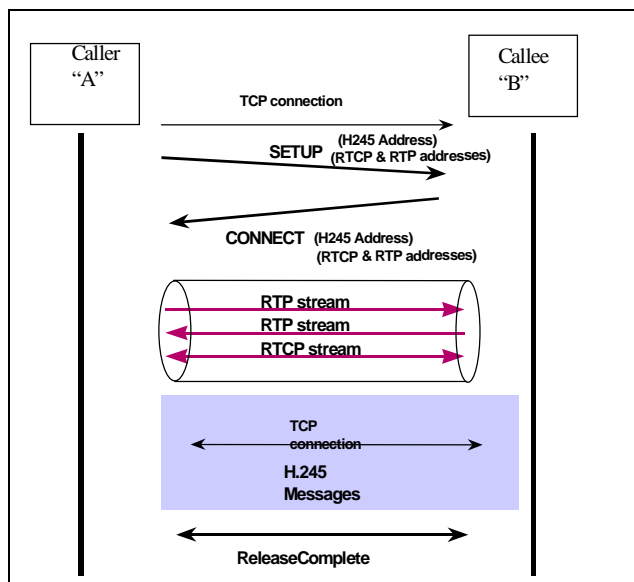 Caller
“A”
Callee
“B”
TCP connection
SETUP (H245 Address)
(RTCP & RTP addresses)
CONNECT (H245 Address)
(RTCP & RTP addresses)
RTP stream
RTP stream
RTCP stream
TCP
connection
H.245
Messages
ReleaseComplete